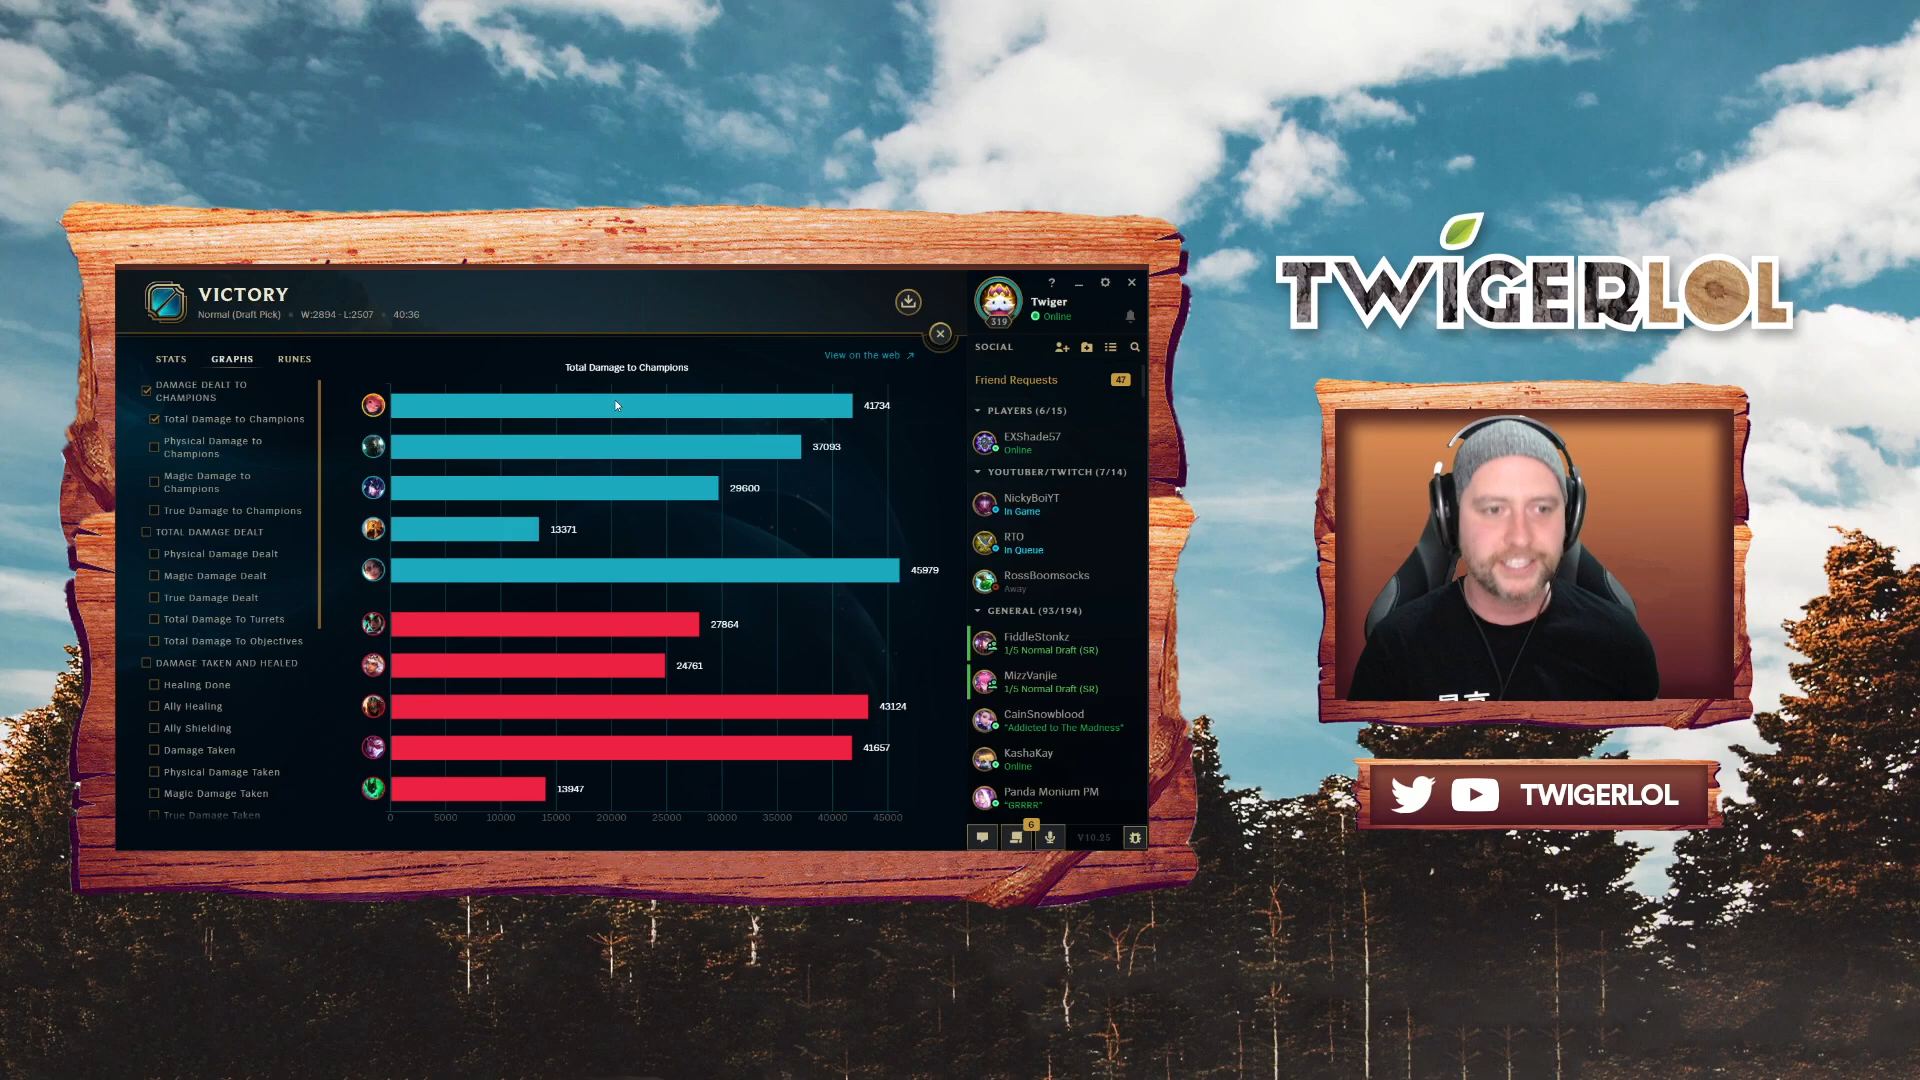 VICTORY
Normal (Draft Pick) • W:2894 - L:2507 • 40:36
STATS GRAPHS RUNES
View on the web
DAMAGE DEALT TO
CHAMPIONS
Total Damage to Champions
Physical Damage to
Champions
Magic Damage to
Champions
True Damage to Champions
TOTAL DAMAGE DEALT
Physical Damage Dealt
Magic Damage Dealt
True Damage Dealt
Total Damage To Turrets
Total Damage To Objectives
DAMAGE TAKEN AND HEALED
Healing Done
Ally Healing
Ally Shielding
Damage Taken
Physical Damage Taken
Magic Damage Taken
True Damage Taken
Total Damage to Champions
41734
37093
29600
13371
45979
27864
24761
43124
41657
13947
0 5000 10000 15000 20000 25000 30000 35000 40000 45000
?
319
Twiger
Online
SOCIAL
Friend Requests 47
PLAYERS (6/15)
EXShade57
Online
YOUTUBER/TWITCH (7/14)
NickyBoiYT
In Game
RTO
In Queue
RossBoomsocks
Away
GENERAL (93/194)
FiddleStonkz
1/5 Normal Draft (SR)
MizzVanjie
1/5 Normal Draft (SR)
CainSnowblood
"Addicted to The Madness"
KashaKay
Online
Panda Monium PM
"GRRRR"
6
V10.25
TWIGERLOL
TWIGERLOL